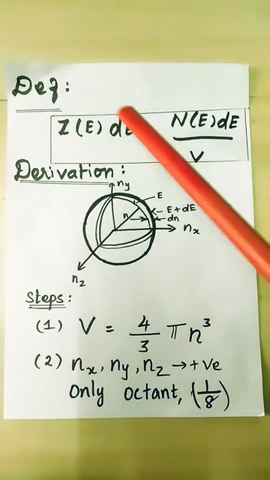 Def:
Z(E) dE N(E)dE
V
Derivation:
ny
E
E+dE
n
dn
nx
nz
Steps:
(1) V = 4/3 π n³
(2) nx, ny, nz → +ve
Only octant, (1/8)